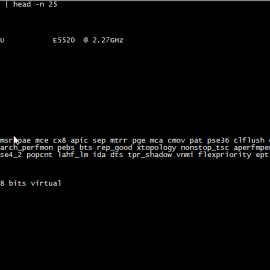 | head -n 25
U E5520 @ 2.27GHz
msr pae mce cx8 apic sep mtrr pge mca cmov pat pse36 clflush
arch_perfmon pebs bts rep_good xtopology nonstop_tsc aperfmpe
se4_2 popcnt lahf_lm ida dts tpr_shadow vnmi flexpriority ept
8 bits virtual